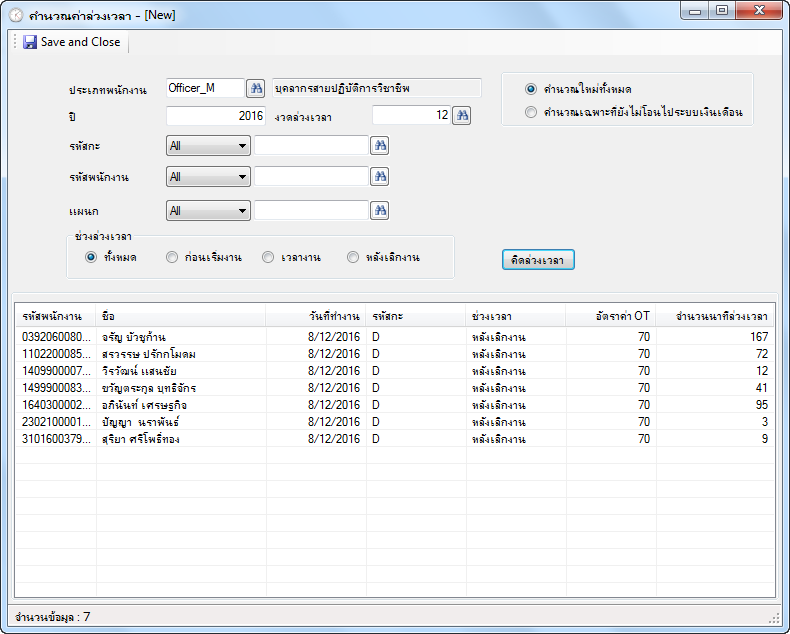 คำนวณค่าล่วงเวลา - [New]
Save and Close
ประเภทพนักงาน Officer_M บุคลากรสายปฏิบัติการวิชาชีพ
คำนวณใหม่ทั้งหมด
ปี 2016 งวดล่วงเวลา 12
คำนวณเฉพาะที่ยังไม่โอนไประบบเงินเดือน
รหัสกะ All
รหัสพนักงาน All
แผนก All
ช่วงล่วงเวลา
ทั้งหมด ก่อนเริ่มงาน เวลางาน หลังเลิกงาน
คิดล่วงเวลา
รหัสพนักงาน ชื่อ วันที่ทำงาน รหัสกะ ช่วงเวลา อัตราค่า OT จำนวนนาทีล่วงเวลา
0392060080... จรัญ บัวชูก้าน 8/12/2016 D หลังเลิกงาน 70 167
1102200085... สรวรรษ ปรักกโมดม 8/12/2016 D หลังเลิกงาน 70 72
1409900007... วิรวัฒน์ แสนชัย 8/12/2016 D หลังเลิกงาน 70 12
1499900083... ขวัญตระกูล บุทธิจักร 8/12/2016 D หลังเลิกงาน 70 41
1640300002... อภินันท์ เศรษฐกิจ 8/12/2016 D หลังเลิกงาน 70 95
2302100001... ปัญญา นราพันธ์ 8/12/2016 D หลังเลิกงาน 70 3
3101600379... สุริยา ศรีโพธิ์ทอง 8/12/2016 D หลังเลิกงาน 70 9
จำนวนข้อมูล : 7